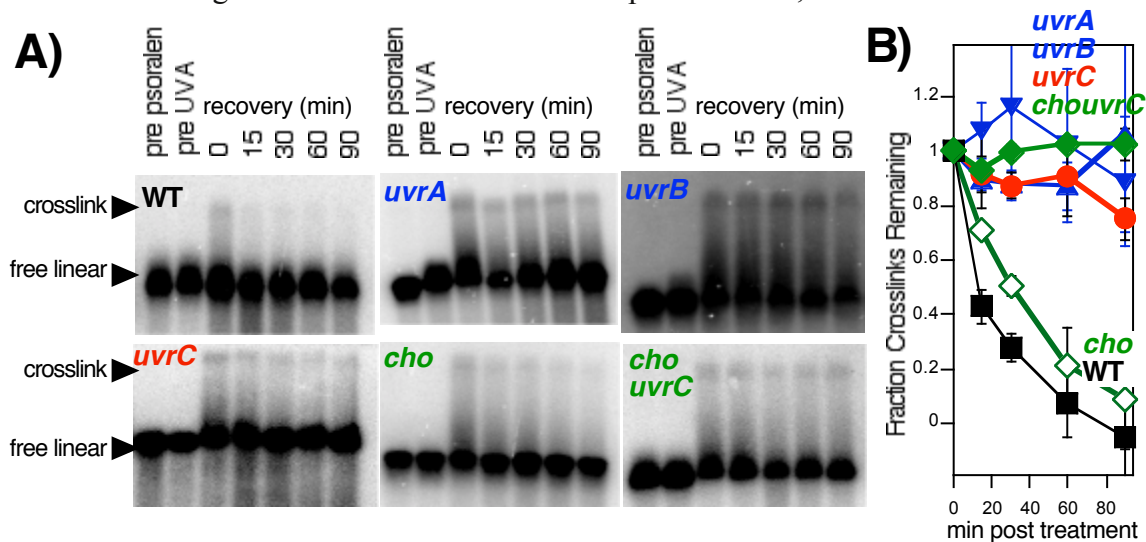 A)
pre psoralen
pre UVA
recovery (min)
0
15
30
60
90
pre psoralen
pre UVA
recovery (min)
0
15
30
60
90
pre psoralen
pre UVA
recovery (min)
0
15
30
60
90
crosslink
free linear
WT
uvrA
uvrB
crosslink
free linear
uvrC
cho
cho
uvrC
B)
uvrA
uvrB
uvrC
chouvrC
Fraction Crosslinks Remaining
1.2
1
0.8
0.6
0.4
0.2
0
cho
WT
0
20
40
60
80
min post treatment